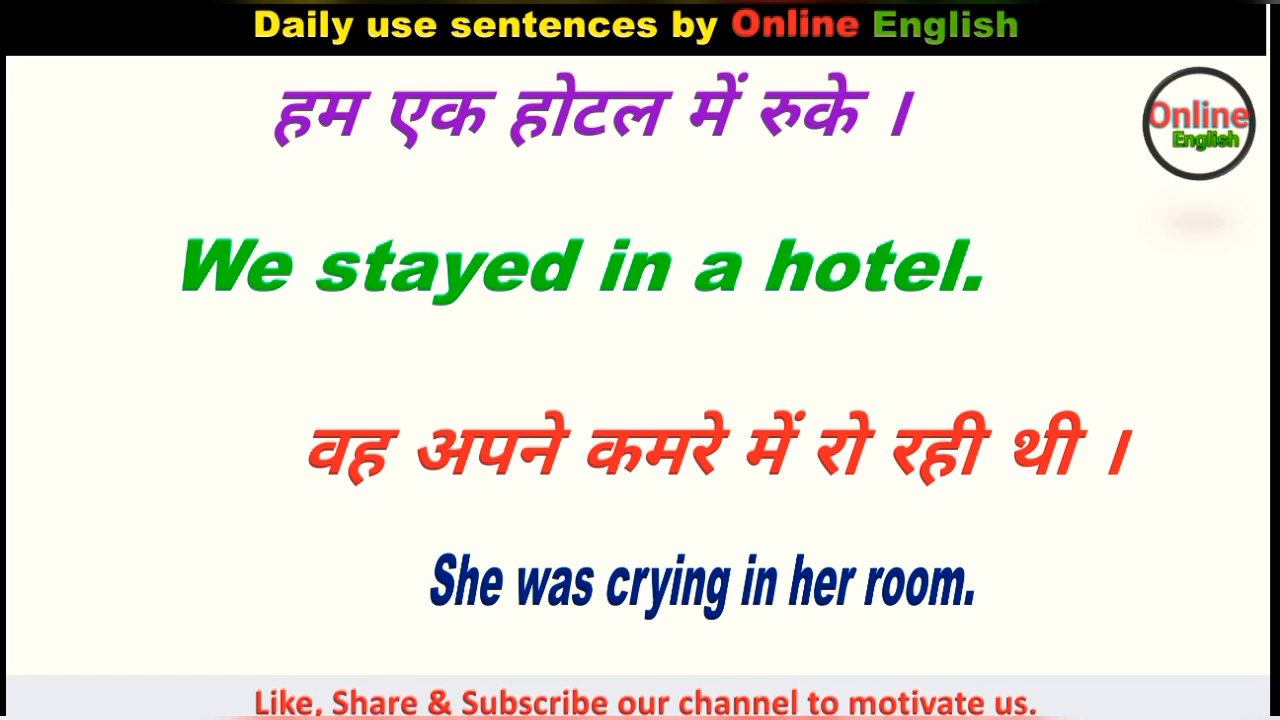 Daily use sentences by Online English
हम एक होटल में रुके ।
Online
English
We stayed in a hotel.
वह अपने कमरे में रो रही थी ।
She was crying in her room.
Like, Share & Subscribe our channel to motivate us.